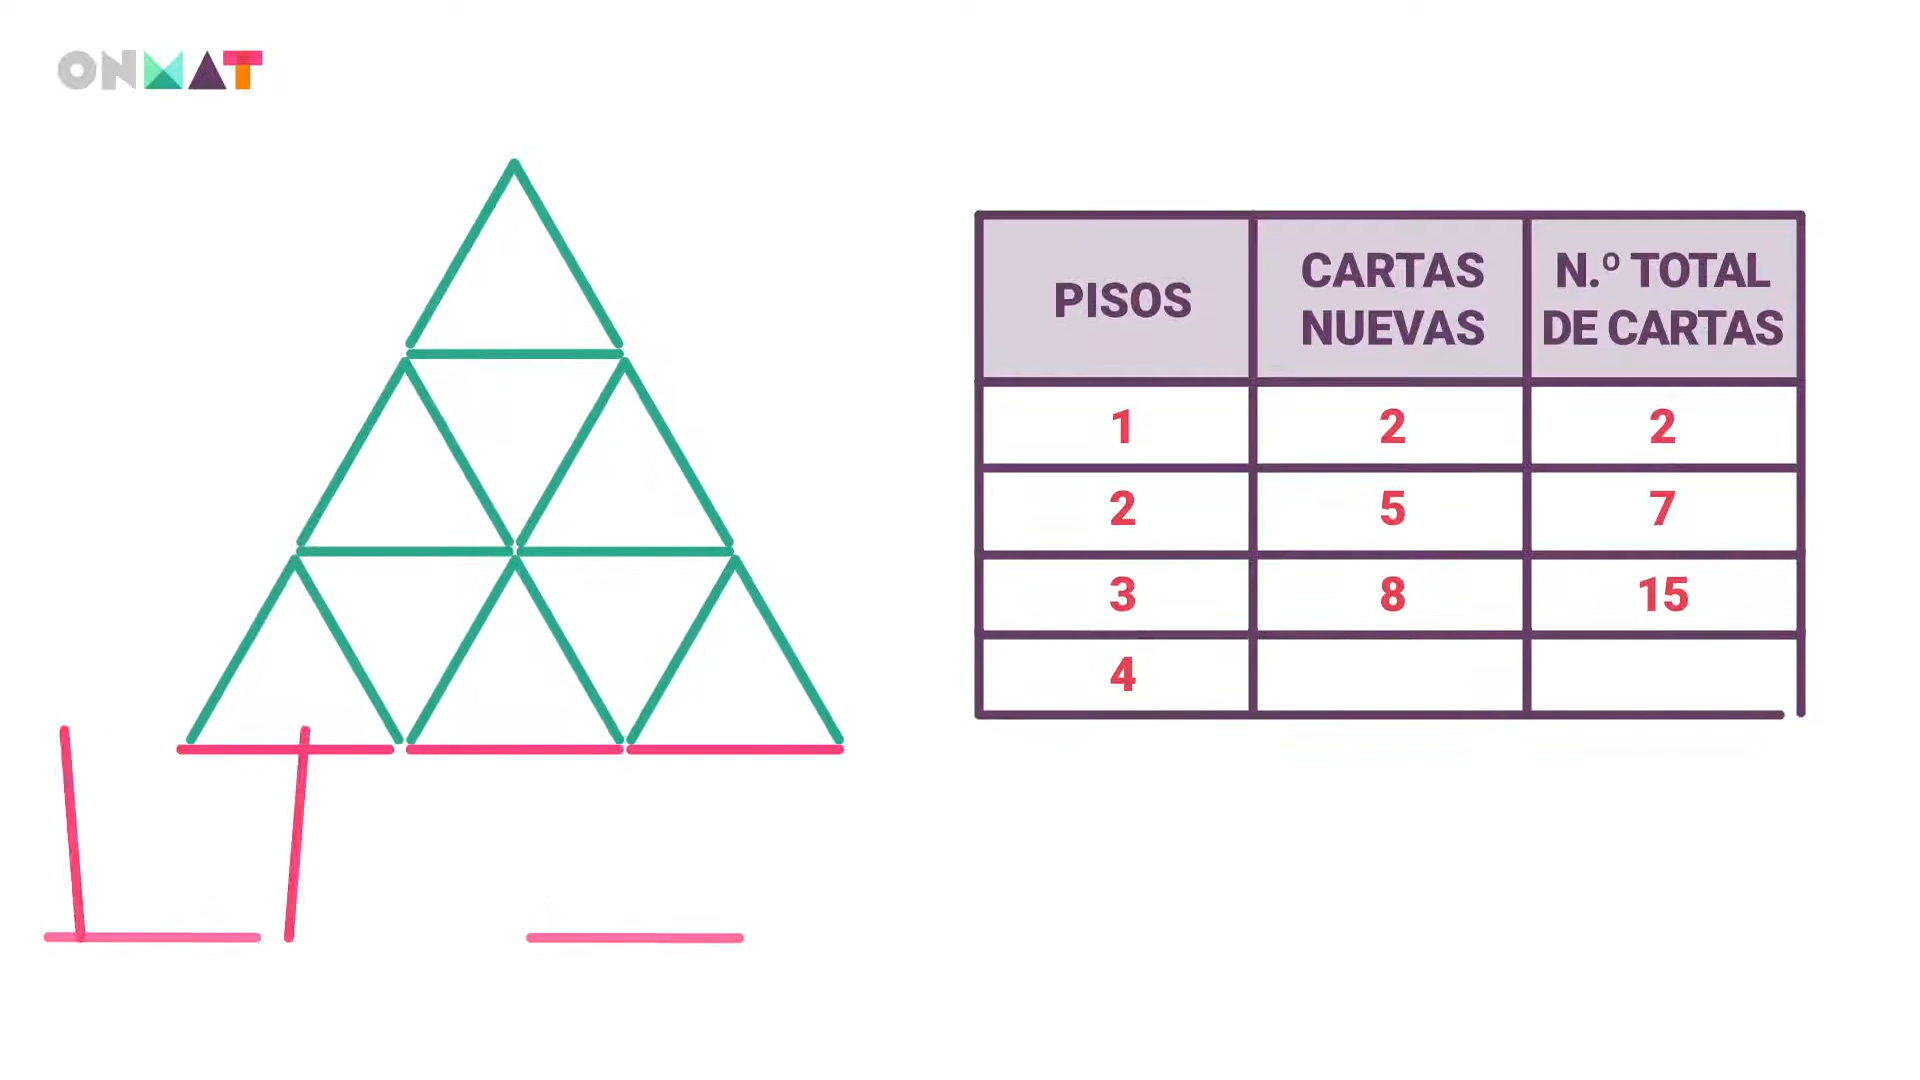 ONMAT
PISOS
CARTAS
NUEVAS
N.º TOTAL
DE CARTAS
1 2 2
2 5 7
3 8 15
4